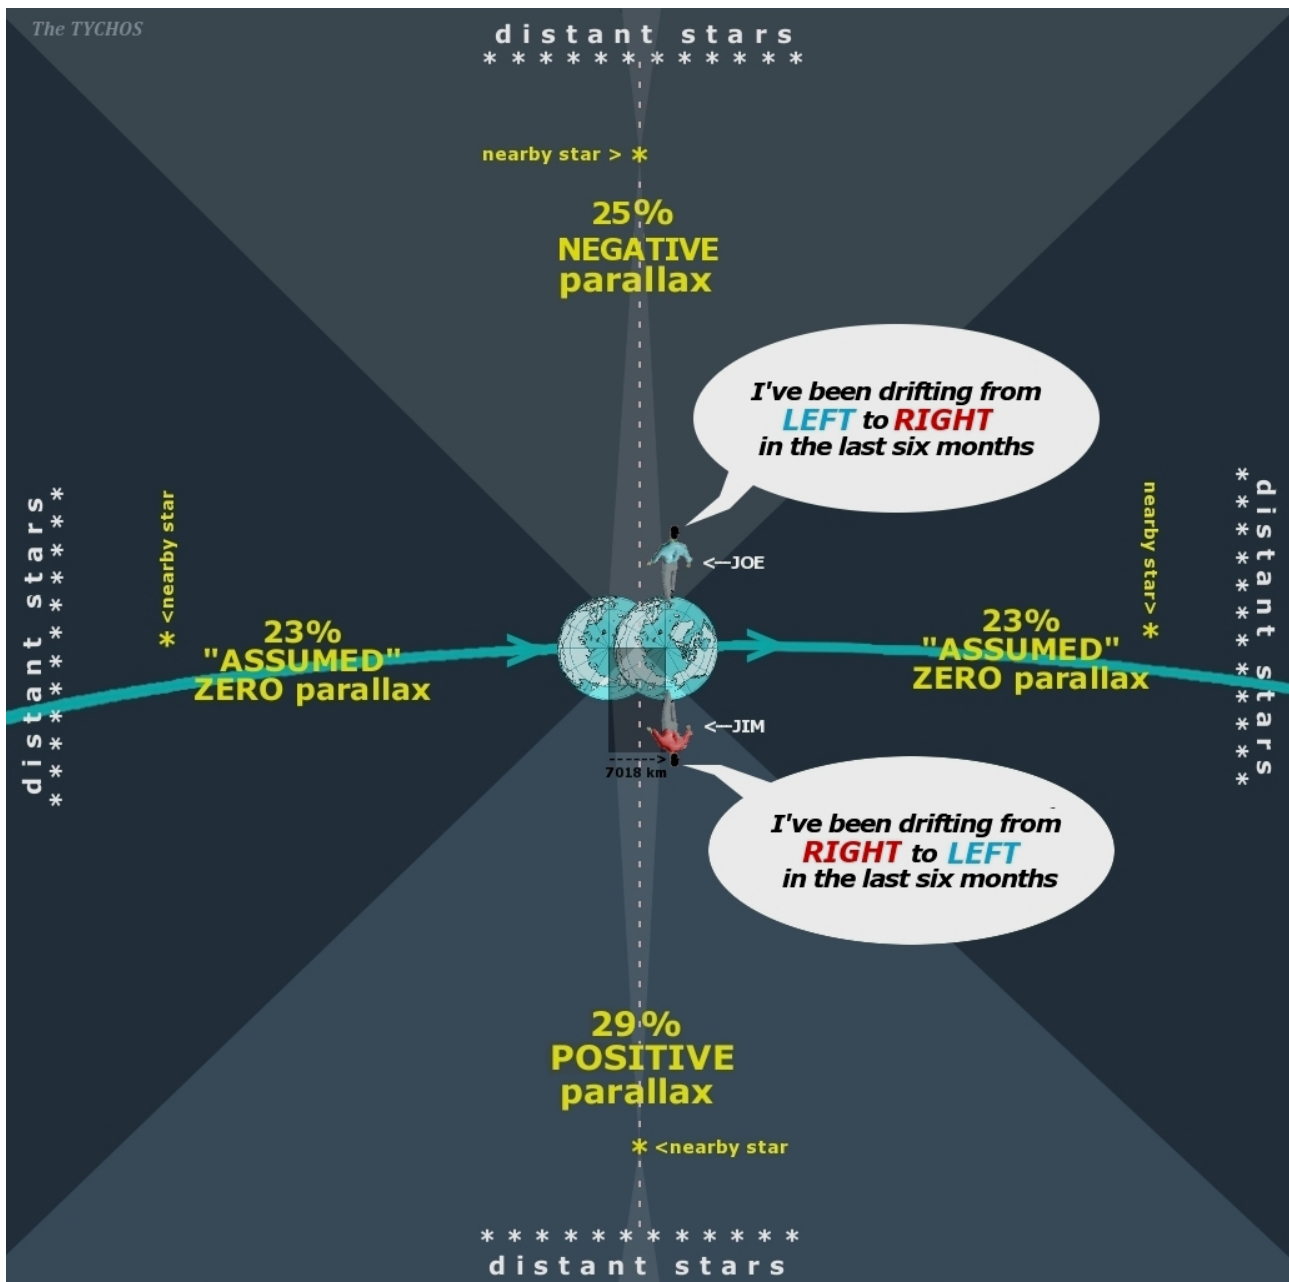 The TYCHOS
distant stars
************
nearby star > *
25%
NEGATIVE
parallax
I've been drifting from
LEFT to RIGHT
in the last six months
<--JOE
distant stars
************
<nearby star
*
23%
"ASSUMED"
ZERO parallax
23%
"ASSUMED"
ZERO parallax
nearby star>
*
************
distant stars
<--JIM
------>
7018 km
I've been drifting from
RIGHT to LEFT
in the last six months
29%
POSITIVE
parallax
* <nearby star
************
distant stars